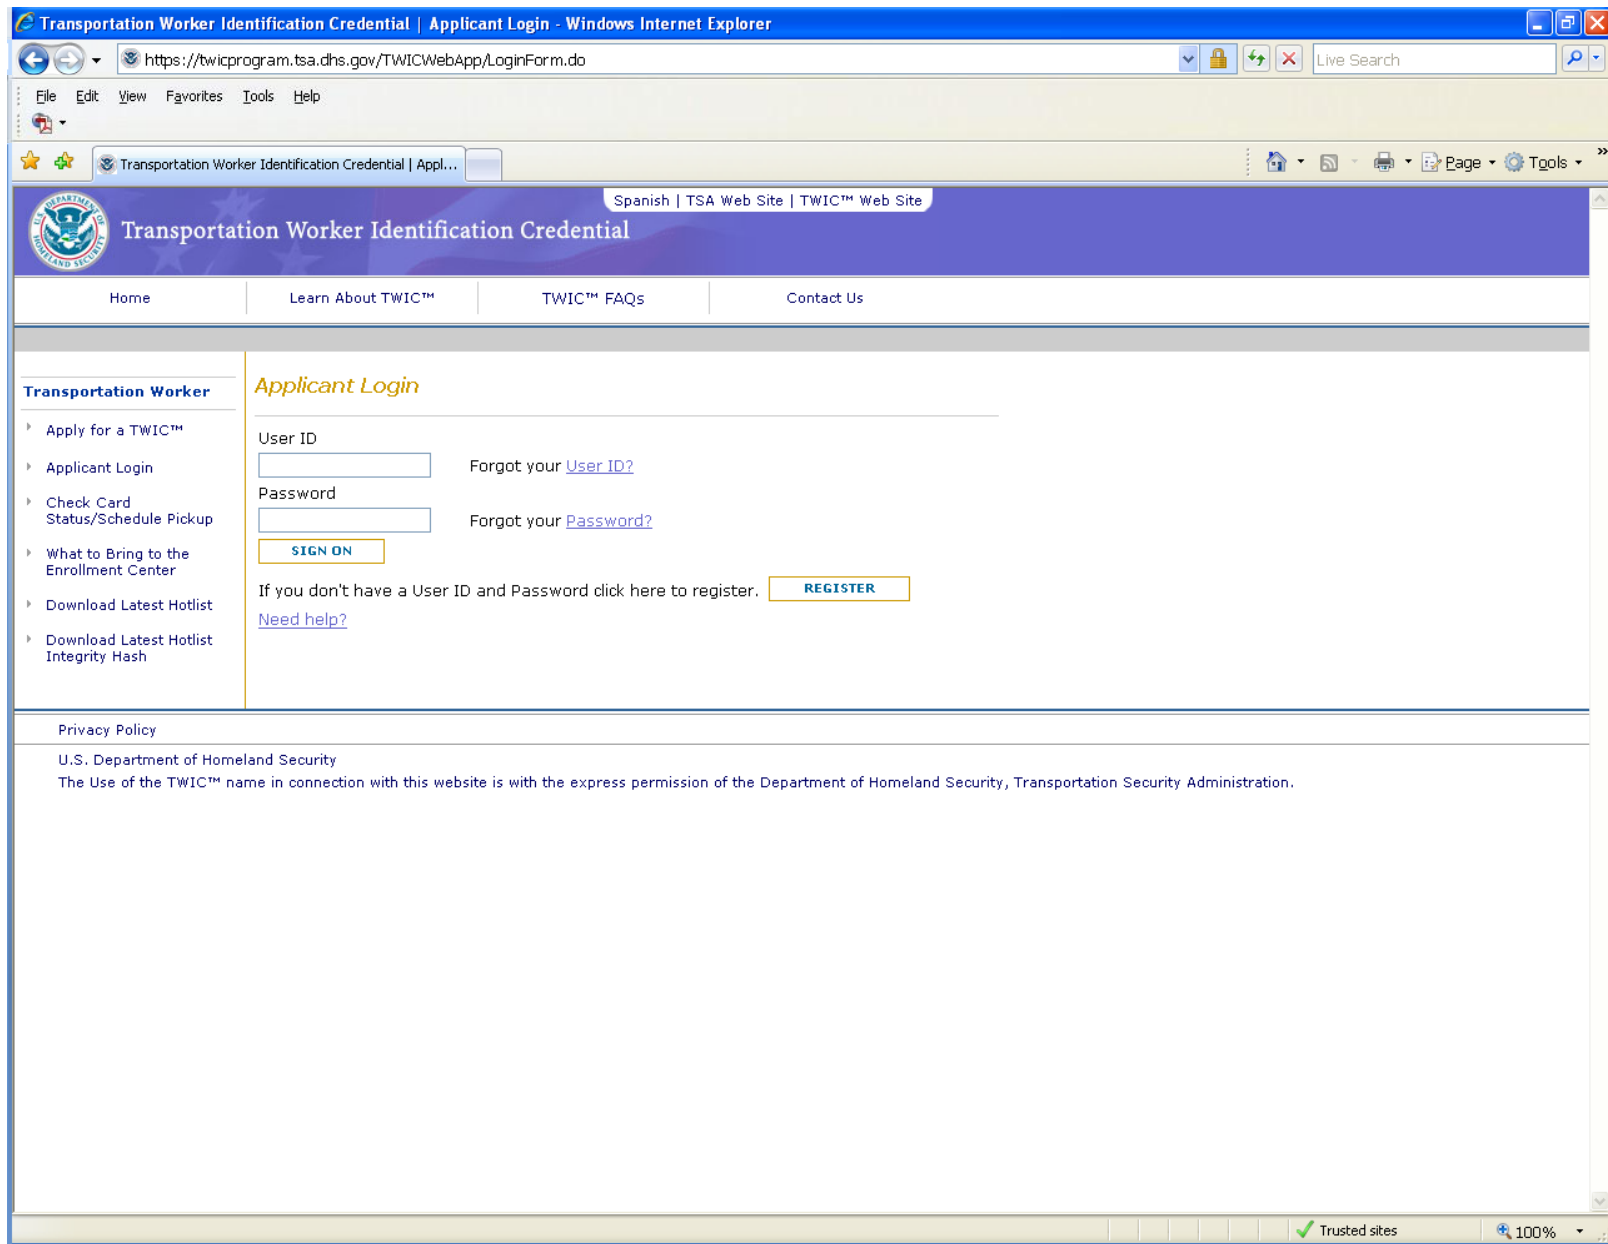 Transportation Worker Identification Credential | Applicant Login - Windows Internet Explorer
https://twicprogram.tsa.dhs.gov/TWICWebApp/LoginForm.do
Live Search
File Edit View Favorites Tools Help
Transportation Worker Identification Credential | Appl...
Page Tools »
Spanish | TSA Web Site | TWIC™ Web Site
U.S. DEPARTMENT OF HOMELAND SECURITY
Transportation Worker Identification Credential
Home Learn About TWIC™ TWIC™ FAQs Contact Us
Transportation Worker
Apply for a TWIC™
Applicant Login
Check Card
Status/Schedule Pickup
What to Bring to the
Enrollment Center
Download Latest Hotlist
Download Latest Hotlist
Integrity Hash
Applicant Login
User ID
Forgot your User ID?
Password
Forgot your Password?
SIGN ON
If you don't have a User ID and Password click here to register. REGISTER
Need help?
Privacy Policy
U.S. Department of Homeland Security
The Use of the TWIC™ name in connection with this website is with the express permission of the Department of Homeland Security, Transportation Security Administration.
Trusted sites 100%